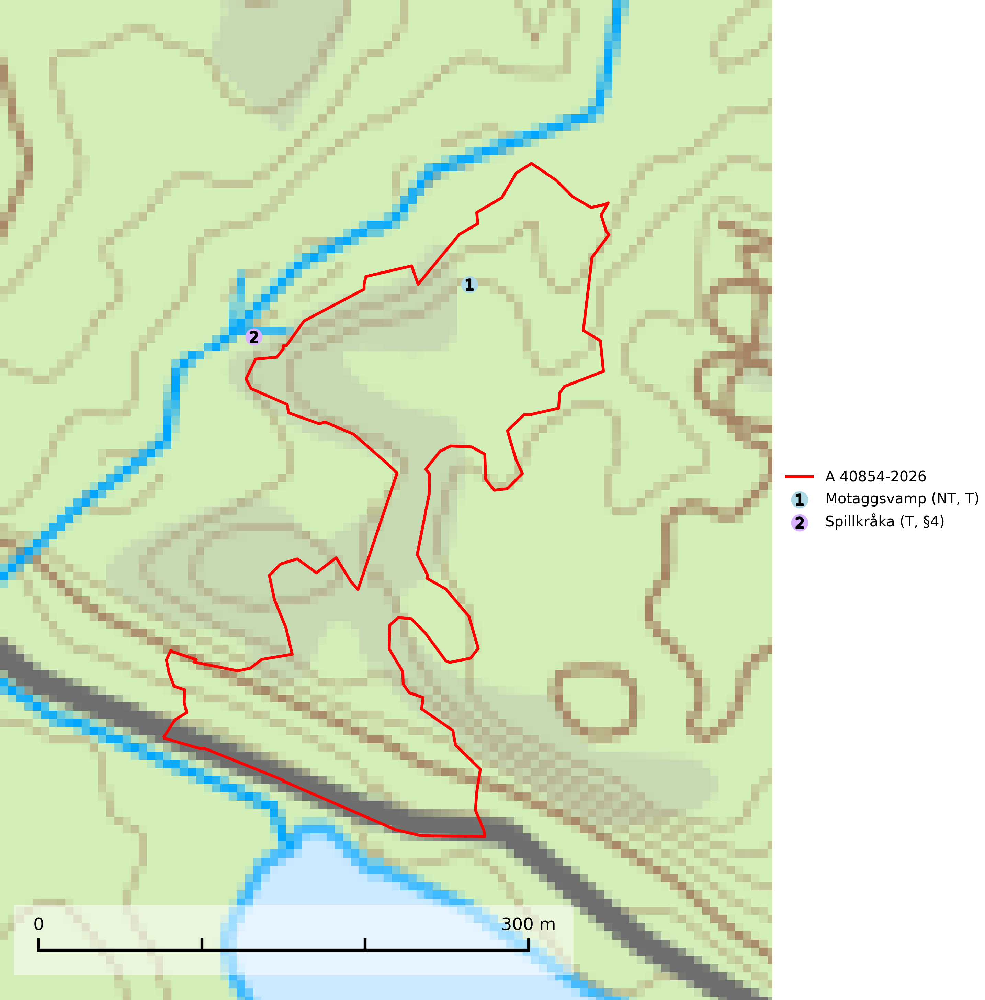 1
2
A 40854-2026
1 Motaggsvamp (NT, T)
2 Spillkråka (T, §4)
0 300 m